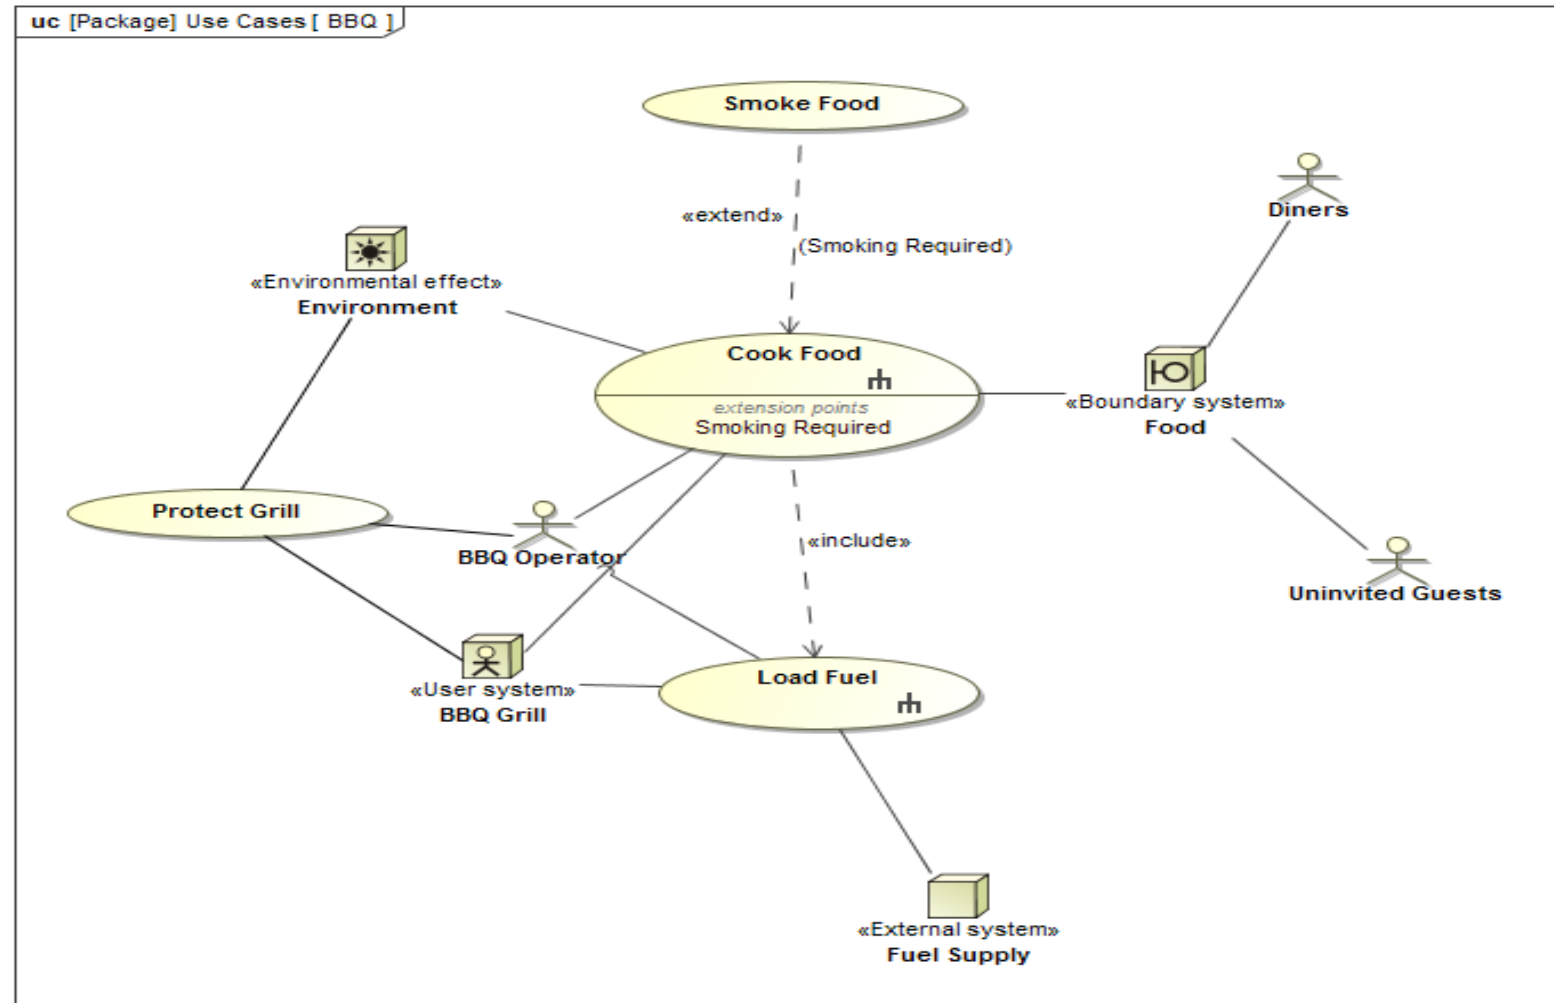 uc [Package] Use Cases [ BBQ ]
Smoke Food
Diners
«extend»
(Smoking Required)
«Environmental effect»
Environment
Cook Food
extension points
Smoking Required
«Boundary system»
Food
Protect Grill
BBQ Operator
«include»
Uninvited Guests
Load Fuel
«User system»
BBQ Grill
«External system»
Fuel Supply